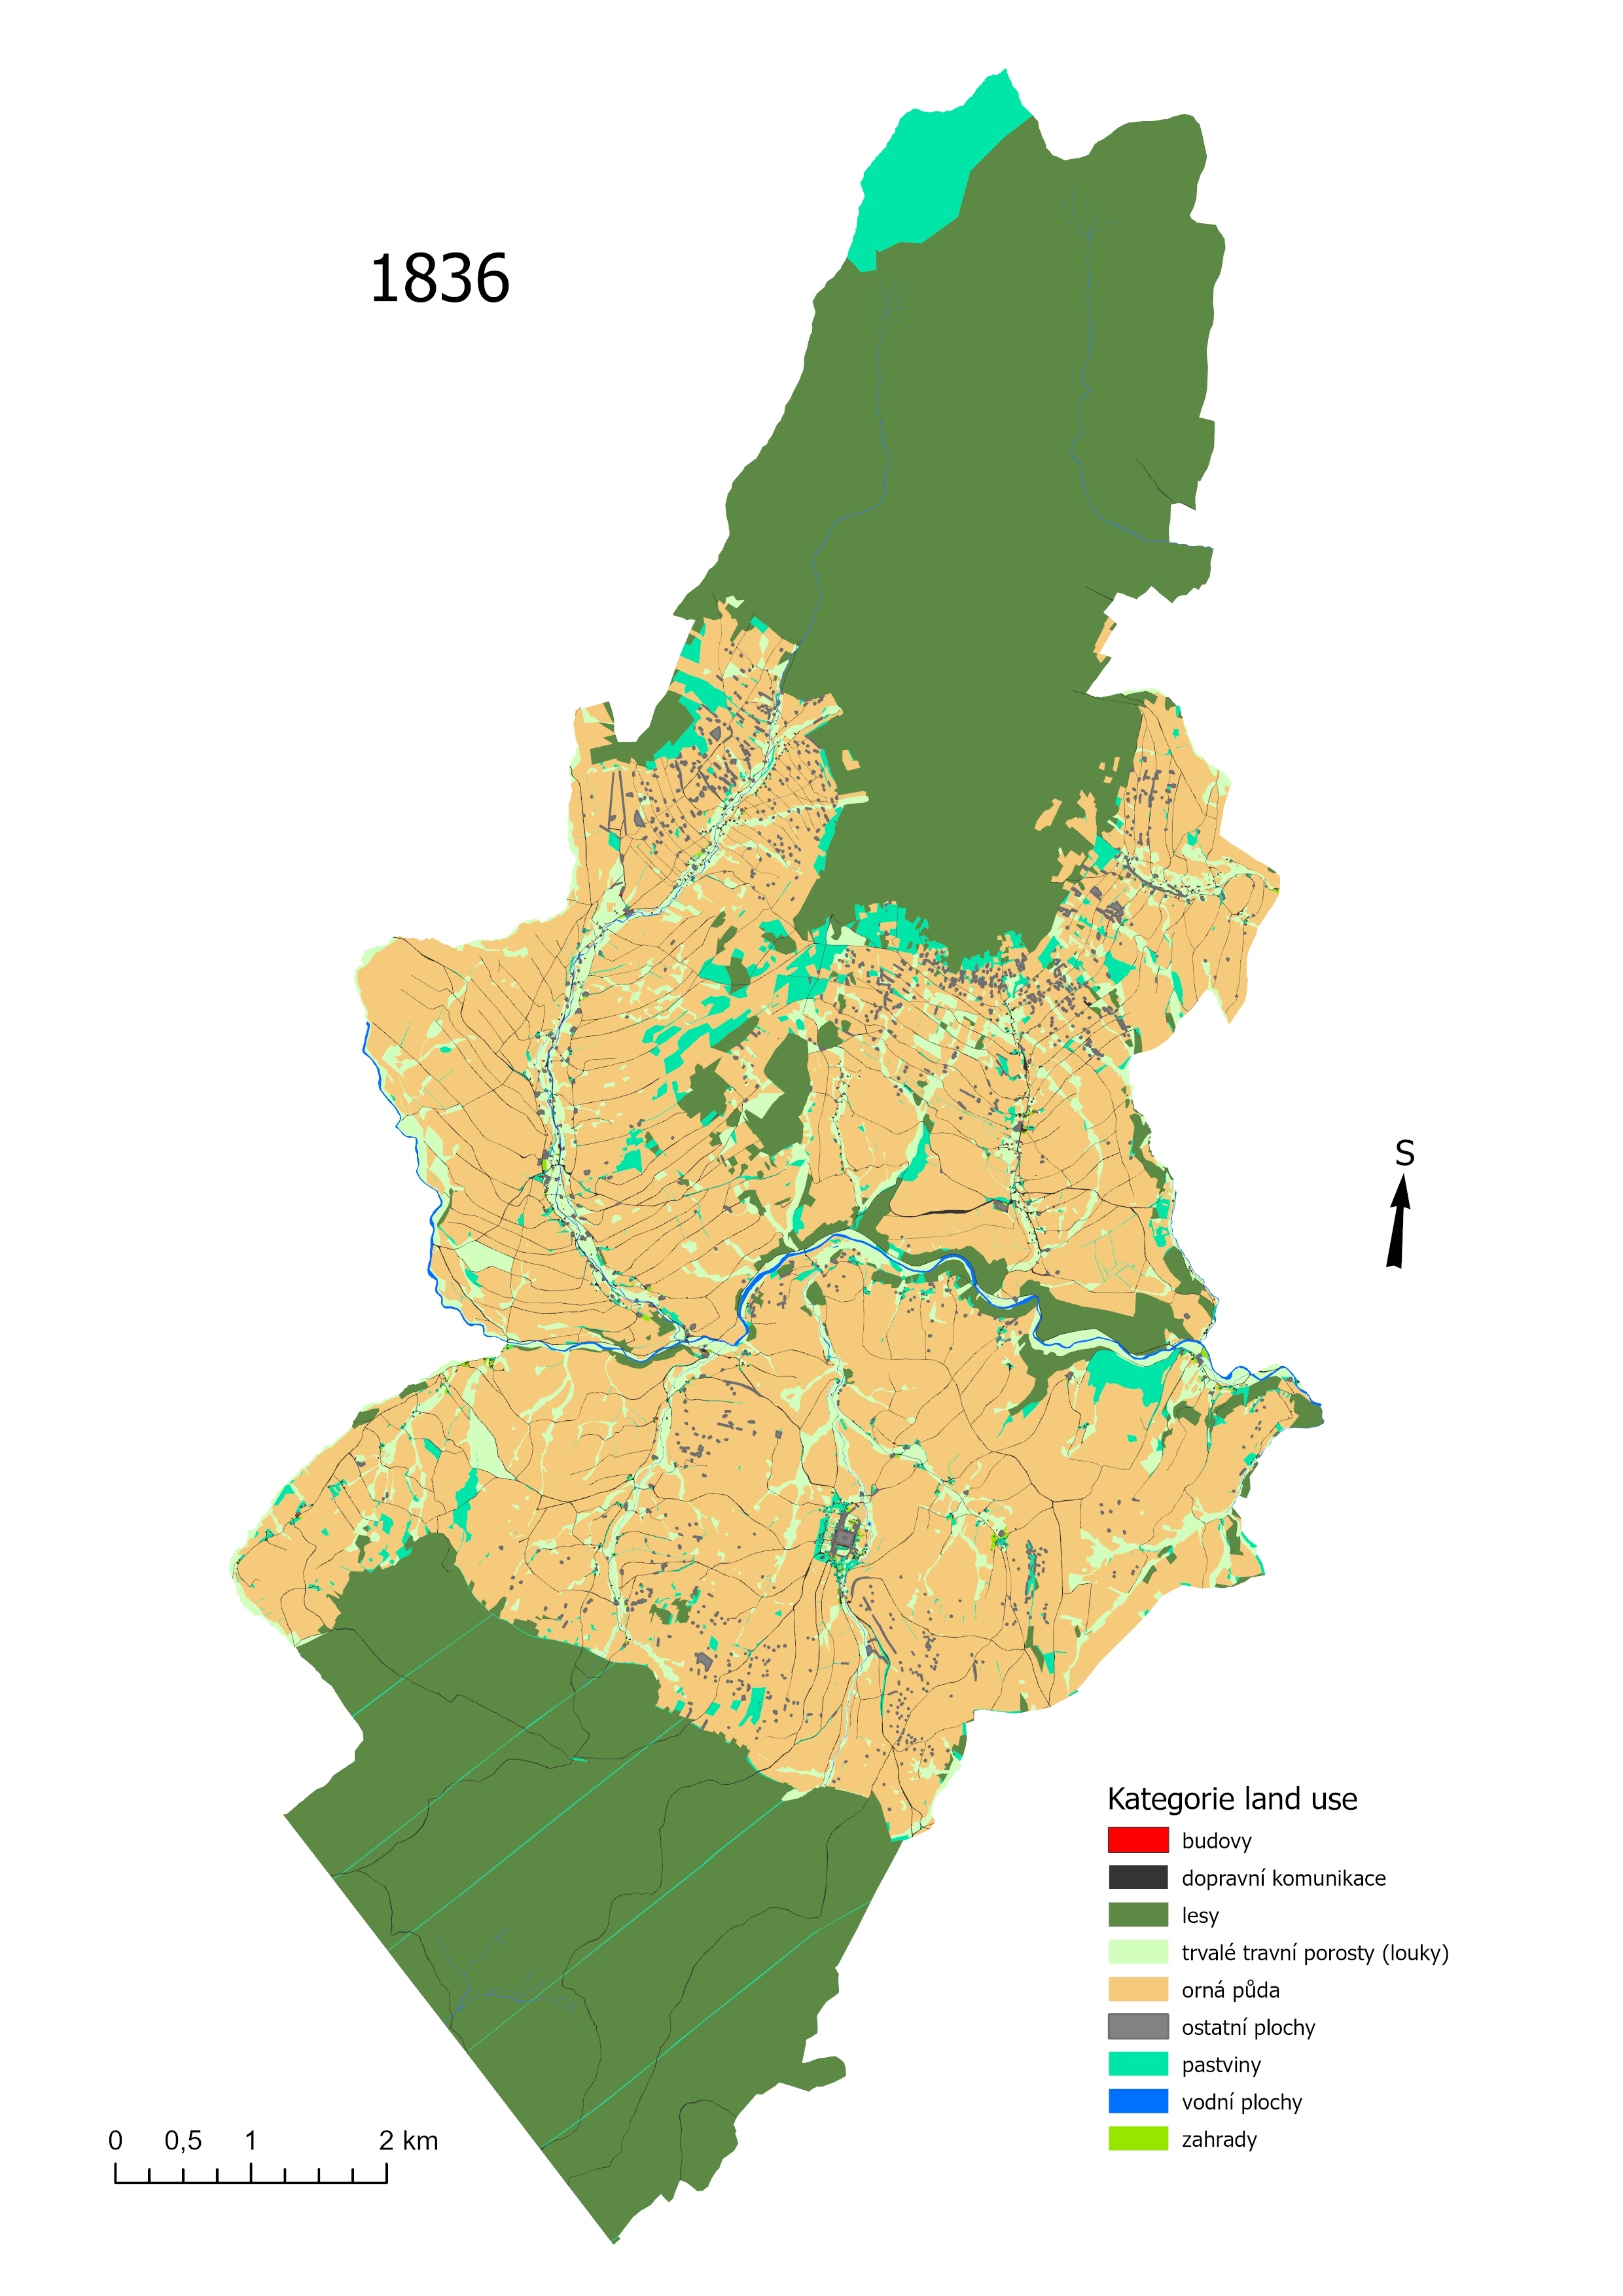 1836
S
Kategorie land use
budovy
dopravní komunikace
lesy
trvalé travní porosty (louky)
orná půda
ostatní plochy
pastviny
vodní plochy
zahrady
0 0,5 1 2 km